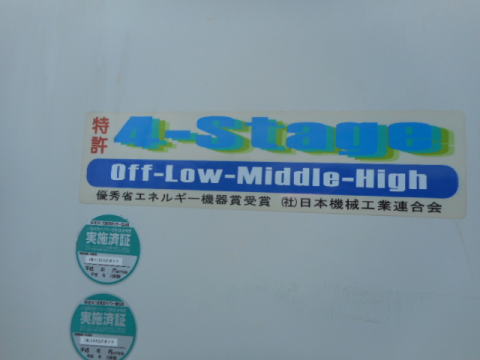 特許
4-Stage
Off-Low-Middle-High
優秀省エネルギー機器賞受賞 (社)日本機械工業連合会
実施済証
実施済証